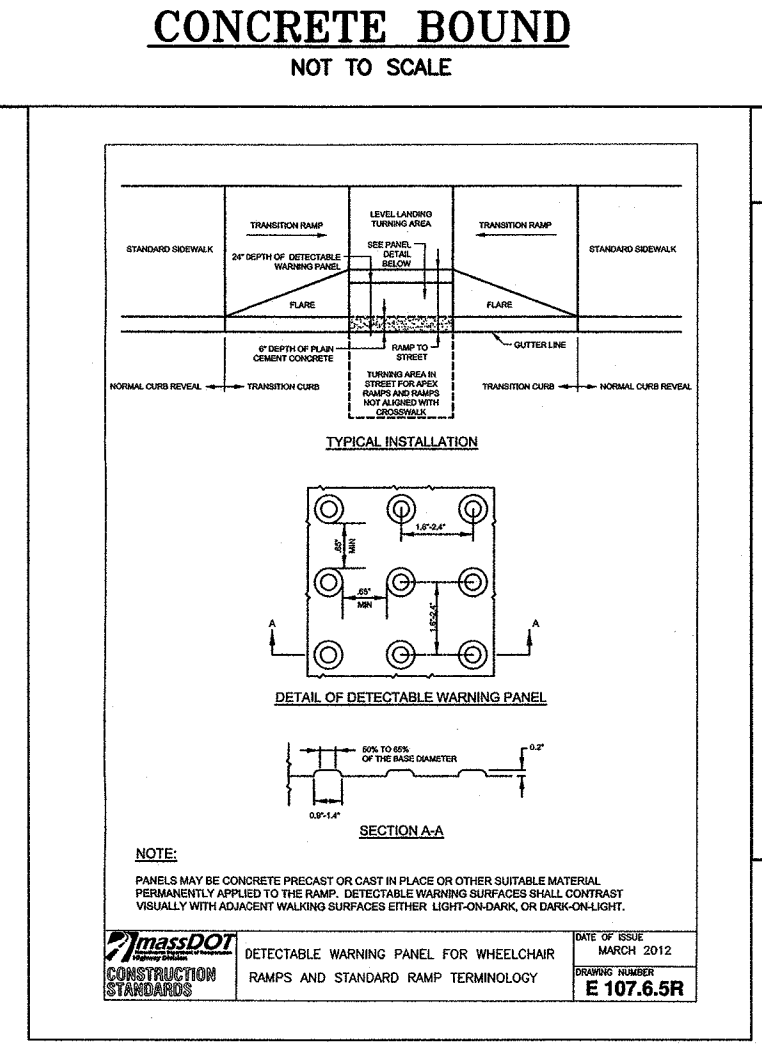 CONCRETE BOUND
NOT TO SCALE
STANDARD SIDEWALK
TRANSITION RAMP
LEVEL LANDING
TURNING AREA
TRANSITION RAMP
STANDARD SIDEWALK
24" DEPTH OF DETECTABLE
WARNING PANEL
SEE PANEL
DETAIL
BELOW
FLARE
FLARE
6" DEPTH OF PLAIN
CEMENT CONCRETE
RAMP TO
STREET
GUTTER LINE
NORMAL CURB REVEAL
TRANSITION CURB
TURNING AREA IN
STREET FOR APEX
RAMPS AND RAMPS
NOT ALIGNED WITH
CROSSWALK
TRANSITION CURB
NORMAL CURB REVEAL
TYPICAL INSTALLATION
1.6"-2.4"
.65"
MIN
.65"
MIN
1.6"-2.4"
A
A
DETAIL OF DETECTABLE WARNING PANEL
50% TO 65%
OF THE BASE DIAMETER
0.2"
0.9"-1.4"
SECTION A-A
NOTE:
PANELS MAY BE CONCRETE PRECAST OR CAST IN PLACE OR OTHER SUITABLE MATERIAL
PERMANENTLY APPLIED TO THE RAMP. DETECTABLE WARNING SURFACES SHALL CONTRAST
VISUALLY WITH ADJACENT WALKING SURFACES EITHER LIGHT-ON-DARK, OR DARK-ON-LIGHT.
massDOT
Massachusetts Department of Transportation
Highway Division
CONSTRUCTION
STANDARDS
DETECTABLE WARNING PANEL FOR WHEELCHAIR
RAMPS AND STANDARD RAMP TERMINOLOGY
DATE OF ISSUE
MARCH 2012
DRAWING NUMBER
E 107.6.5R